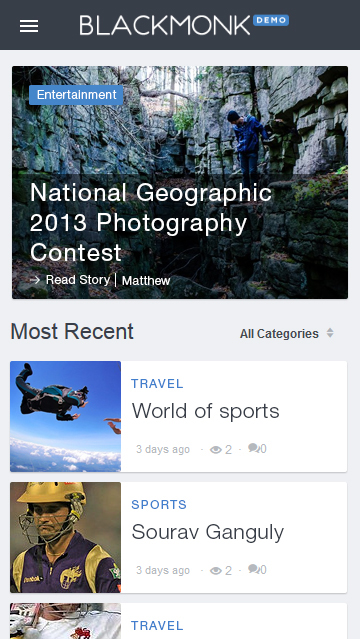 BLACKMONK DEMO
Entertainment
National Geographic
2013 Photography
Contest
Read Story | Matthew
Most Recent
All Categories
TRAVEL
World of sports
3 days ago · 2 · 0
SPORTS
Sourav Ganguly
3 days ago · 2 · 0
TRAVEL